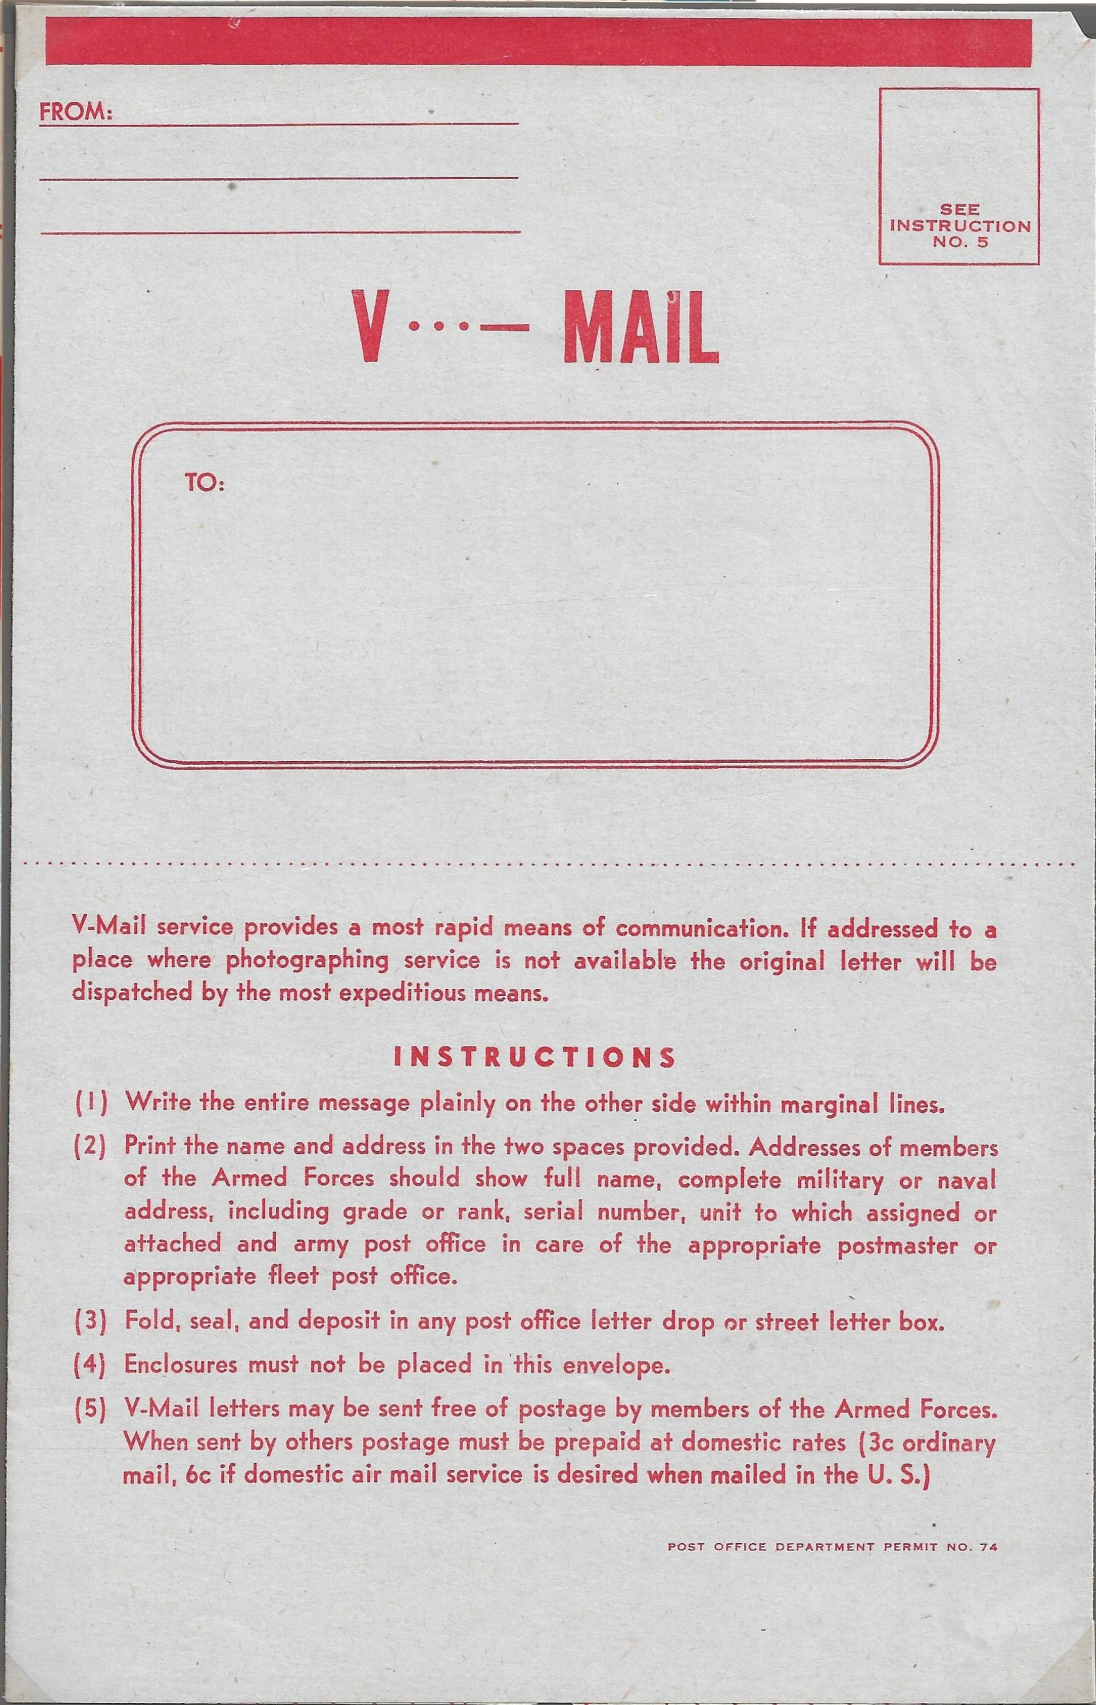 FROM:
SEE
INSTRUCTION
NO. 5
V ···— MAIL
TO:
V-Mail service provides a most rapid means of communication. If addressed to a
place where photographing service is not available the original letter will be
dispatched by the most expeditious means.
INSTRUCTIONS
(1) Write the entire message plainly on the other side within marginal lines.
(2) Print the name and address in the two spaces provided. Addresses of members
of the Armed Forces should show full name, complete military or naval
address, including grade or rank, serial number, unit to which assigned or
attached and army post office in care of the appropriate postmaster or
appropriate fleet post office.
(3) Fold, seal, and deposit in any post office letter drop or street letter box.
(4) Enclosures must not be placed in this envelope.
(5) V-Mail letters may be sent free of postage by members of the Armed Forces.
When sent by others postage must be prepaid at domestic rates (3c ordinary
mail, 6c if domestic air mail service is desired when mailed in the U. S.)
POST OFFICE DEPARTMENT PERMIT NO. 74